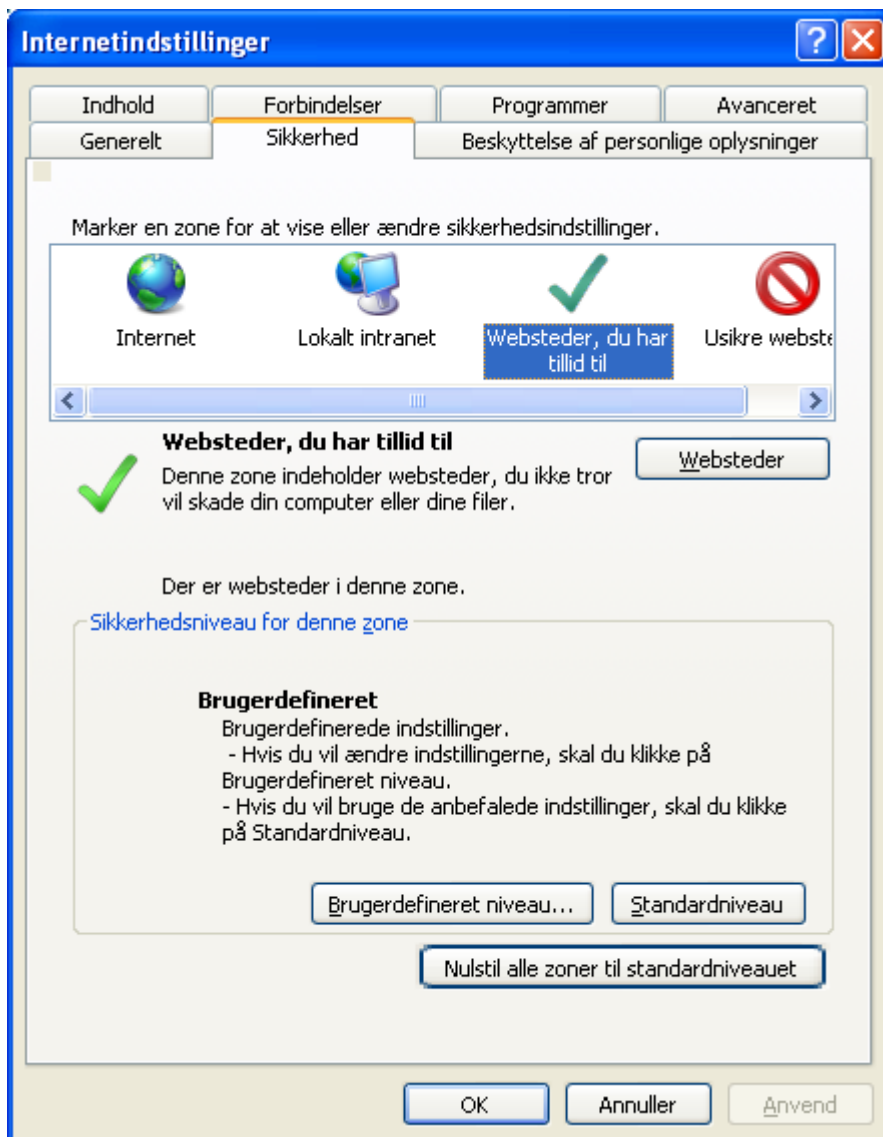 Internetindstillinger
Indhold
Forbindelser
Programmer
Avanceret
Generelt
Sikkerhed
Beskyttelse af personlige oplysninger
Marker en zone for at vise eller ændre sikkerhedsindstillinger.
Internet
Lokalt intranet
Websteder, du har
tillid til
Usikre webste
Websteder, du har tillid til
Websteder
Denne zone indeholder websteder, du ikke tror
vil skade din computer eller dine filer.
Der er websteder i denne zone.
Sikkerhedsniveau for denne zone
Brugerdefineret
Brugerdefinerede indstillinger.
- Hvis du vil ændre indstillingerne, skal du klikke på
Brugerdefineret niveau.
- Hvis du vil bruge de anbefalede indstillinger, skal du klikke
på Standardniveau.
Brugerdefineret niveau...
Standardniveau
Nulstil alle zoner til standardniveauet
OK
Annuller
Anvend